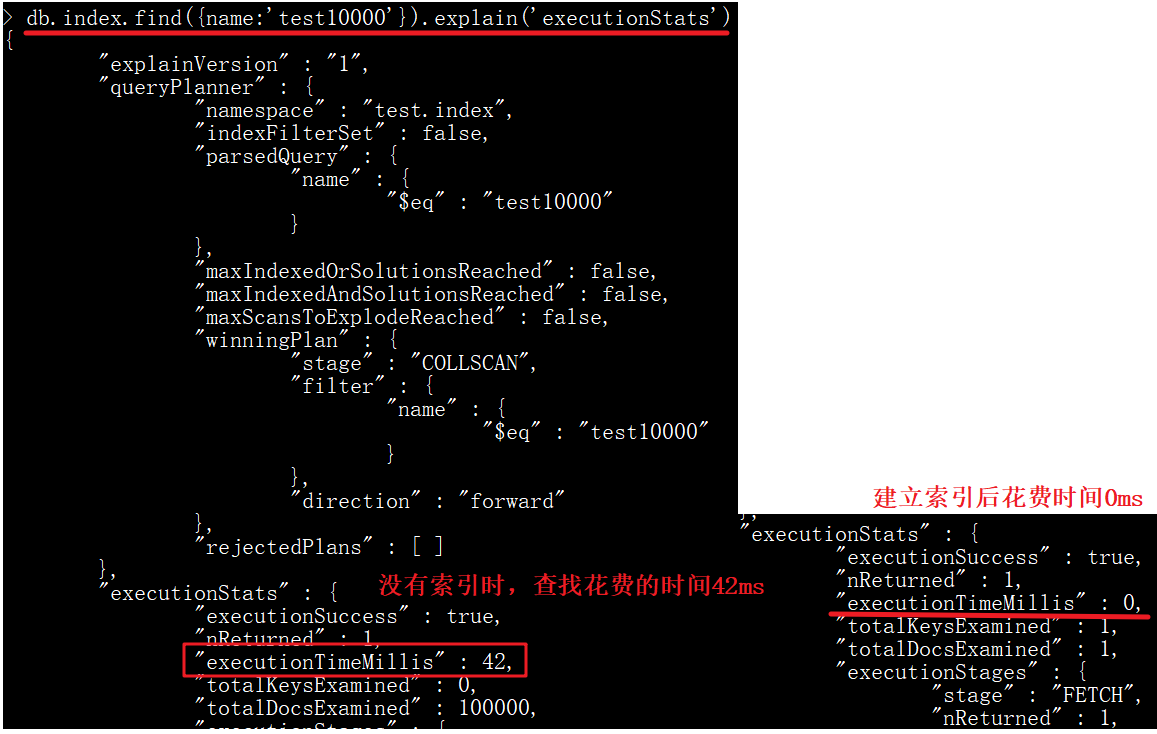 > db.index.find({name:'test10000'}).explain('executionStats')
{
"explainVersion" : "1",
"queryPlanner" : {
"namespace" : "test.index",
"indexFilterSet" : false,
"parsedQuery" : {
"name" : {
"$eq" : "test10000"
}
},
"maxIndexedOrSolutionsReached" : false,
"maxIndexedAndSolutionsReached" : false,
"maxScansToExplodeReached" : false,
"winningPlan" : {
"stage" : "COLLSCAN",
"filter" : {
"name" : {
"$eq" : "test10000"
}
},
"direction" : "forward"
},
"rejectedPlans" : [ ]
},
"executionStats" : {
没有索引时，查找花费的时间42ms
"executionSuccess" : true,
"nReturned" : 1,
"executionTimeMillis" : 42,
"totalKeysExamined" : 0,
"totalDocsExamined" : 100000,
"executionStages" : {
建立索引后花费时间0ms
},
"executionStats" : {
"executionSuccess" : true,
"nReturned" : 1,
"executionTimeMillis" : 0,
"totalKeysExamined" : 1,
"totalDocsExamined" : 1,
"executionStages" : {
"stage" : "FETCH",
"nReturned" : 1,